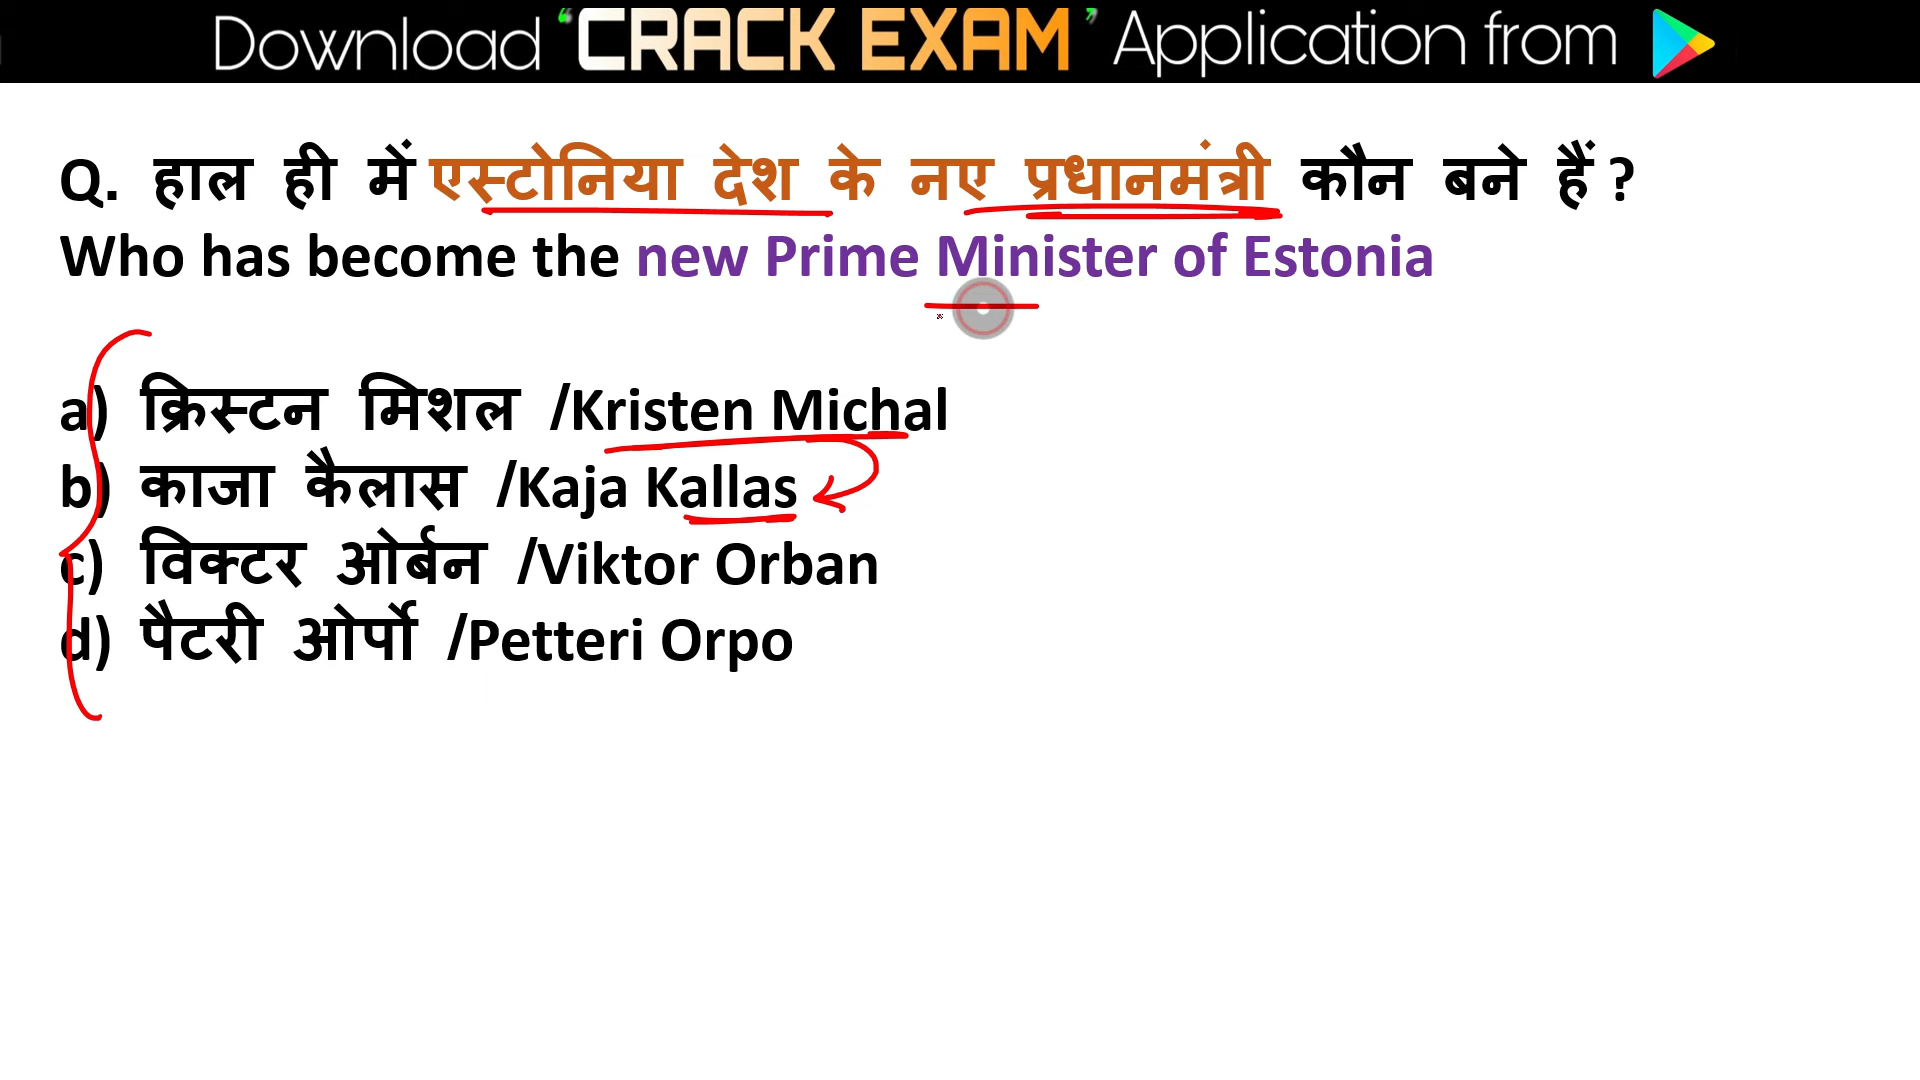 Download ‘CRACK EXAM’ Application from
Q. हाल ही में एस्टोनिया देश के नए प्रधानमंत्री कौन बने हैं ?
Who has become the new Prime Minister of Estonia
a) क्रिस्टन मिशल /Kristen Michal
b) काजा कैलास /Kaja Kallas
c) विक्टर ओर्बन /Viktor Orban
d) पैटरी ओर्पो /Petteri Orpo